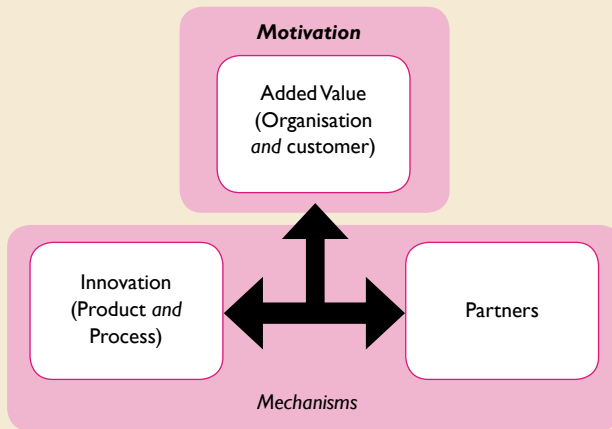 Motivation
Added Value
(Organisation
and customer)
Innovation
(Product and
Process)
Partners
Mechanisms